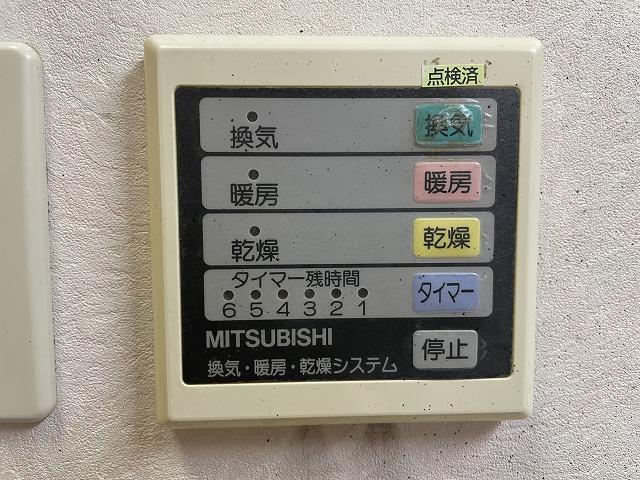 点検済
換気 換気
暖房 暖房
乾燥 乾燥
タイマー残時間
6 5 4 3 2 1
タイマー
MITSUBISHI
停止
換気・暖房・乾燥システム